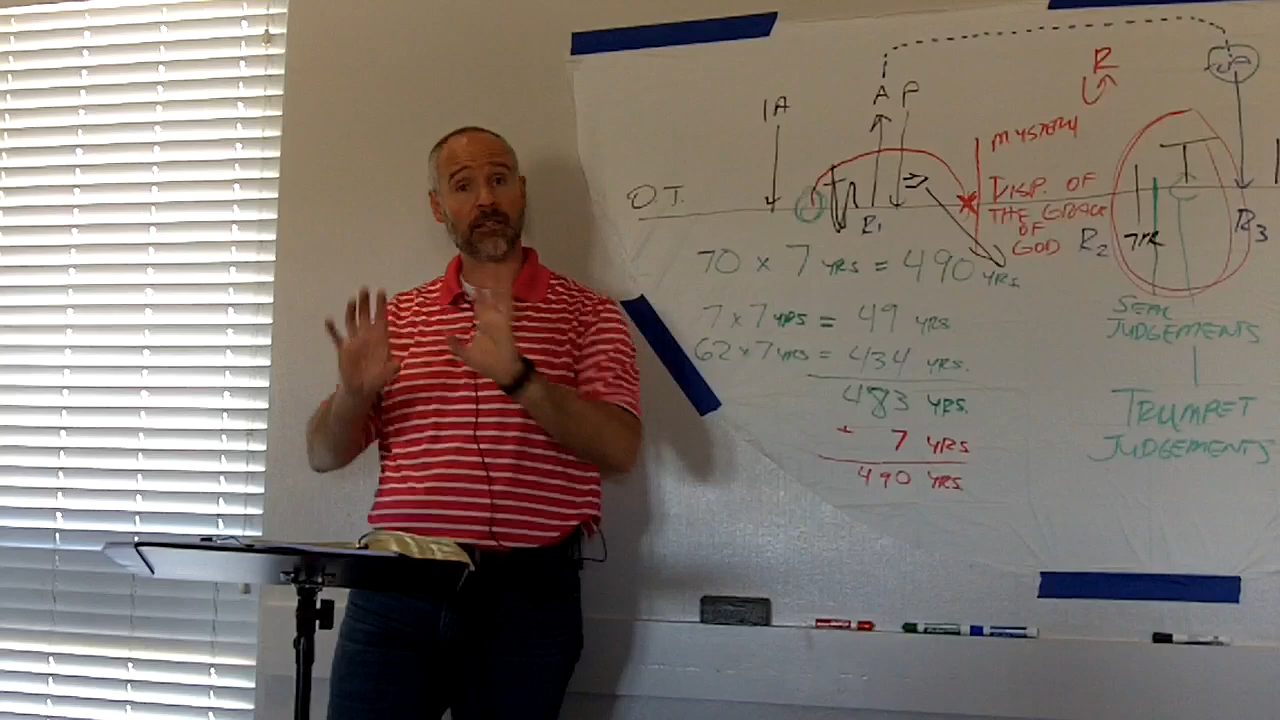 R
1A
A P
MYSTERY
O.T.
DISP. OF
THE GRACE
OF
GOD
R1
R2
7YR
R3
70 x 7 YRS = 490 YRS.
7 x 7 YRS = 49 YRS
62 x 7 YRS = 434 YRS.
483 YRS.
+ 7 YRS
490 YRS.
SEAL
JUDGEMENTS
TRUMPET
JUDGEMENTS